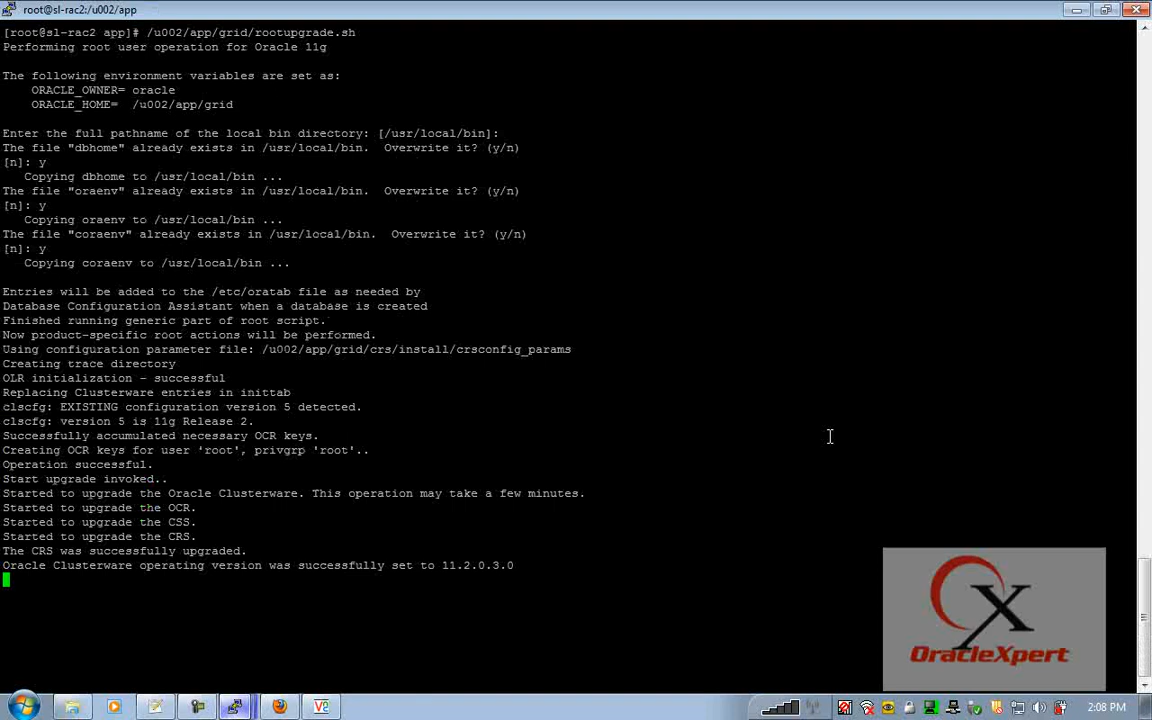 root@sl-rac2:/u002/app
[root@sl-rac2 app]# /u002/app/grid/rootupgrade.sh
Performing root user operation for Oracle 11g
The following environment variables are set as:
ORACLE_OWNER= oracle
ORACLE_HOME=  /u002/app/grid
Enter the full pathname of the local bin directory: [/usr/local/bin]:
The file "dbhome" already exists in /usr/local/bin.  Overwrite it? (y/n)
[n]: y
Copying dbhome to /usr/local/bin ...
The file "oraenv" already exists in /usr/local/bin.  Overwrite it? (y/n)
[n]: y
Copying oraenv to /usr/local/bin ...
The file "coraenv" already exists in /usr/local/bin.  Overwrite it? (y/n)
[n]: y
Copying coraenv to /usr/local/bin ...
Entries will be added to the /etc/oratab file as needed by
Database Configuration Assistant when a database is created
Finished running generic part of root script.
Now product-specific root actions will be performed.
Using configuration parameter file: /u002/app/grid/crs/install/crsconfig_params
Creating trace directory
OLR initialization - successful
Replacing Clusterware entries in inittab
clscfg: EXISTING configuration version 5 detected.
clscfg: version 5 is 11g Release 2.
Successfully accumulated necessary OCR keys.
Creating OCR keys for user 'root', privgrp 'root'..
Operation successful.
Start upgrade invoked..
Started to upgrade the Oracle Clusterware. This operation may take a few minutes.
Started to upgrade the OCR.
Started to upgrade the CSS.
Started to upgrade the CRS.
The CRS was successfully upgraded.
Oracle Clusterware operating version was successfully set to 11.2.0.3.0
X
OracleXpert
2:08 PM